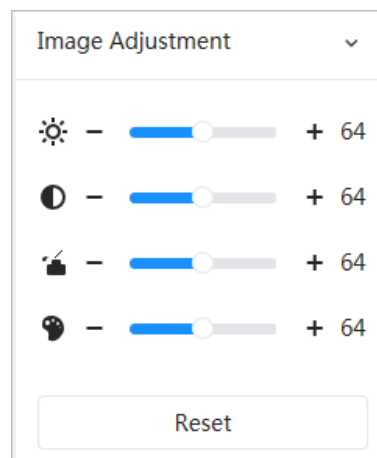 Image Adjustment
− + 64
− + 64
− + 64
− + 64
Reset